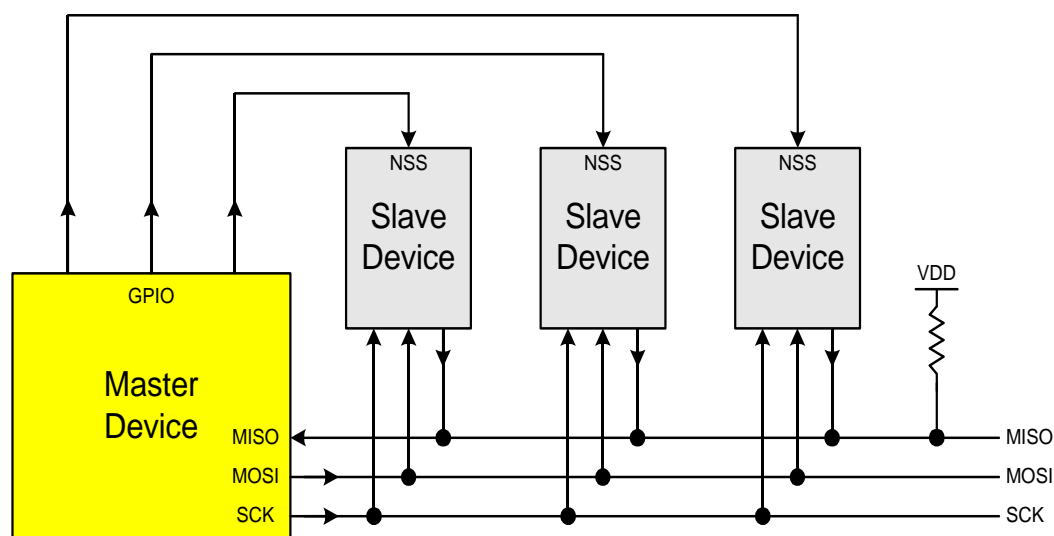 NSS
Slave
Device
NSS
Slave
Device
NSS
Slave
Device
VDD
GPIO
Master
Device
MISO
MOSI
SCK
MISO
MOSI
SCK